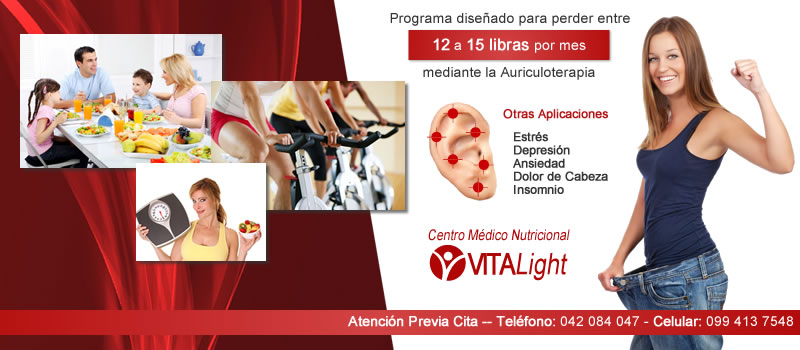 Programa diseñado para perder entre
12 a 15 libras por mes
mediante la Auriculoterapia
Otras Aplicaciones
Estrés
Depresión
Ansiedad
Dolor de Cabeza
Insomnio
Centro Médico Nutricional
VITALight
Atención Previa Cita -- Teléfono: 042 084 047 - Celular: 099 413 7548